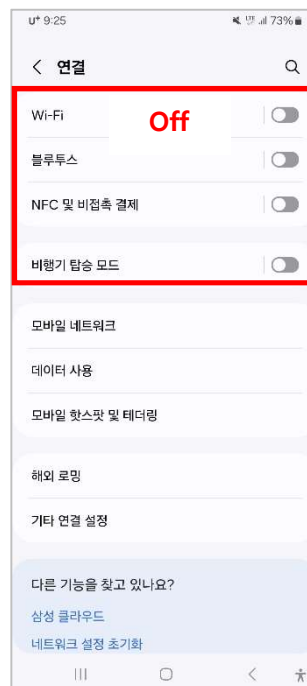 U+ 9:25
73%
연결
Wi-Fi
Off
블루투스
NFC 및 비접촉 결제
비행기 탑승 모드
모바일 네트워크
데이터 사용
모바일 핫스팟 및 테더링
해외 로밍
기타 연결 설정
다른 기능을 찾고 있나요?
삼성 클라우드
네트워크 설정 초기화